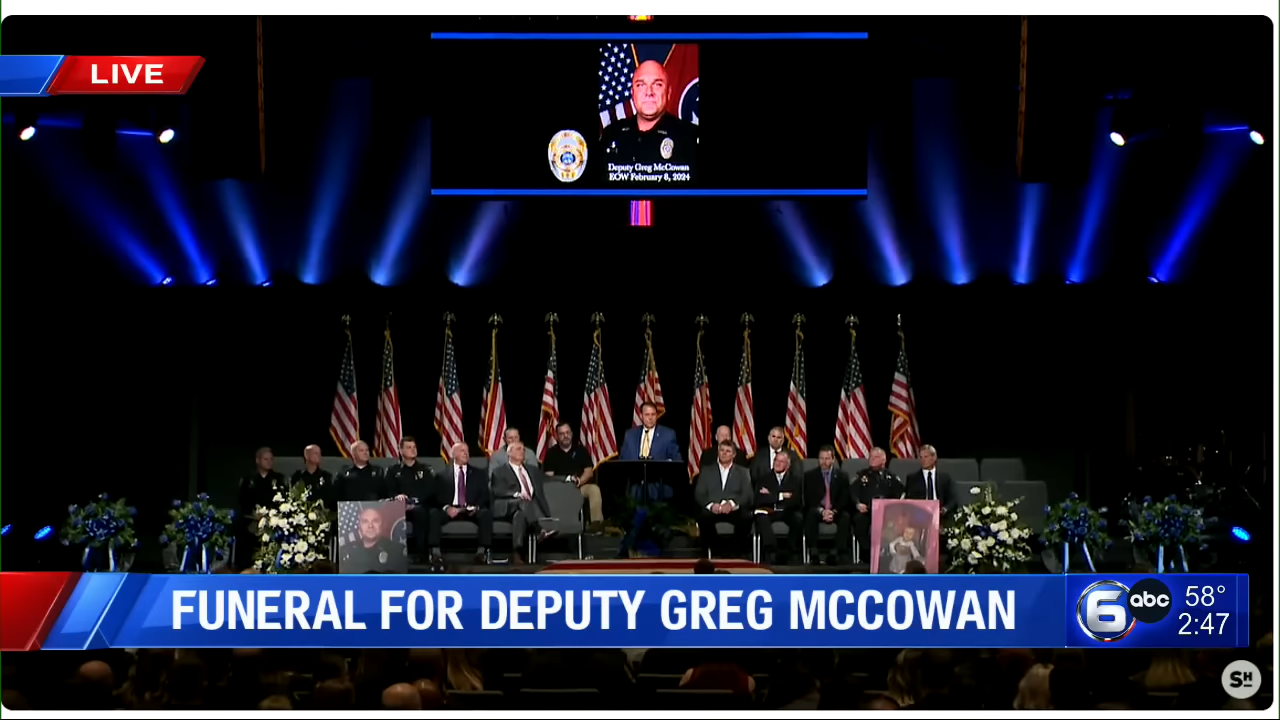 LIVE
Deputy Greg McCowan
EOW February 8, 2024
FUNERAL FOR DEPUTY GREG MCCOWAN
6 abc
58°
2:47
SH